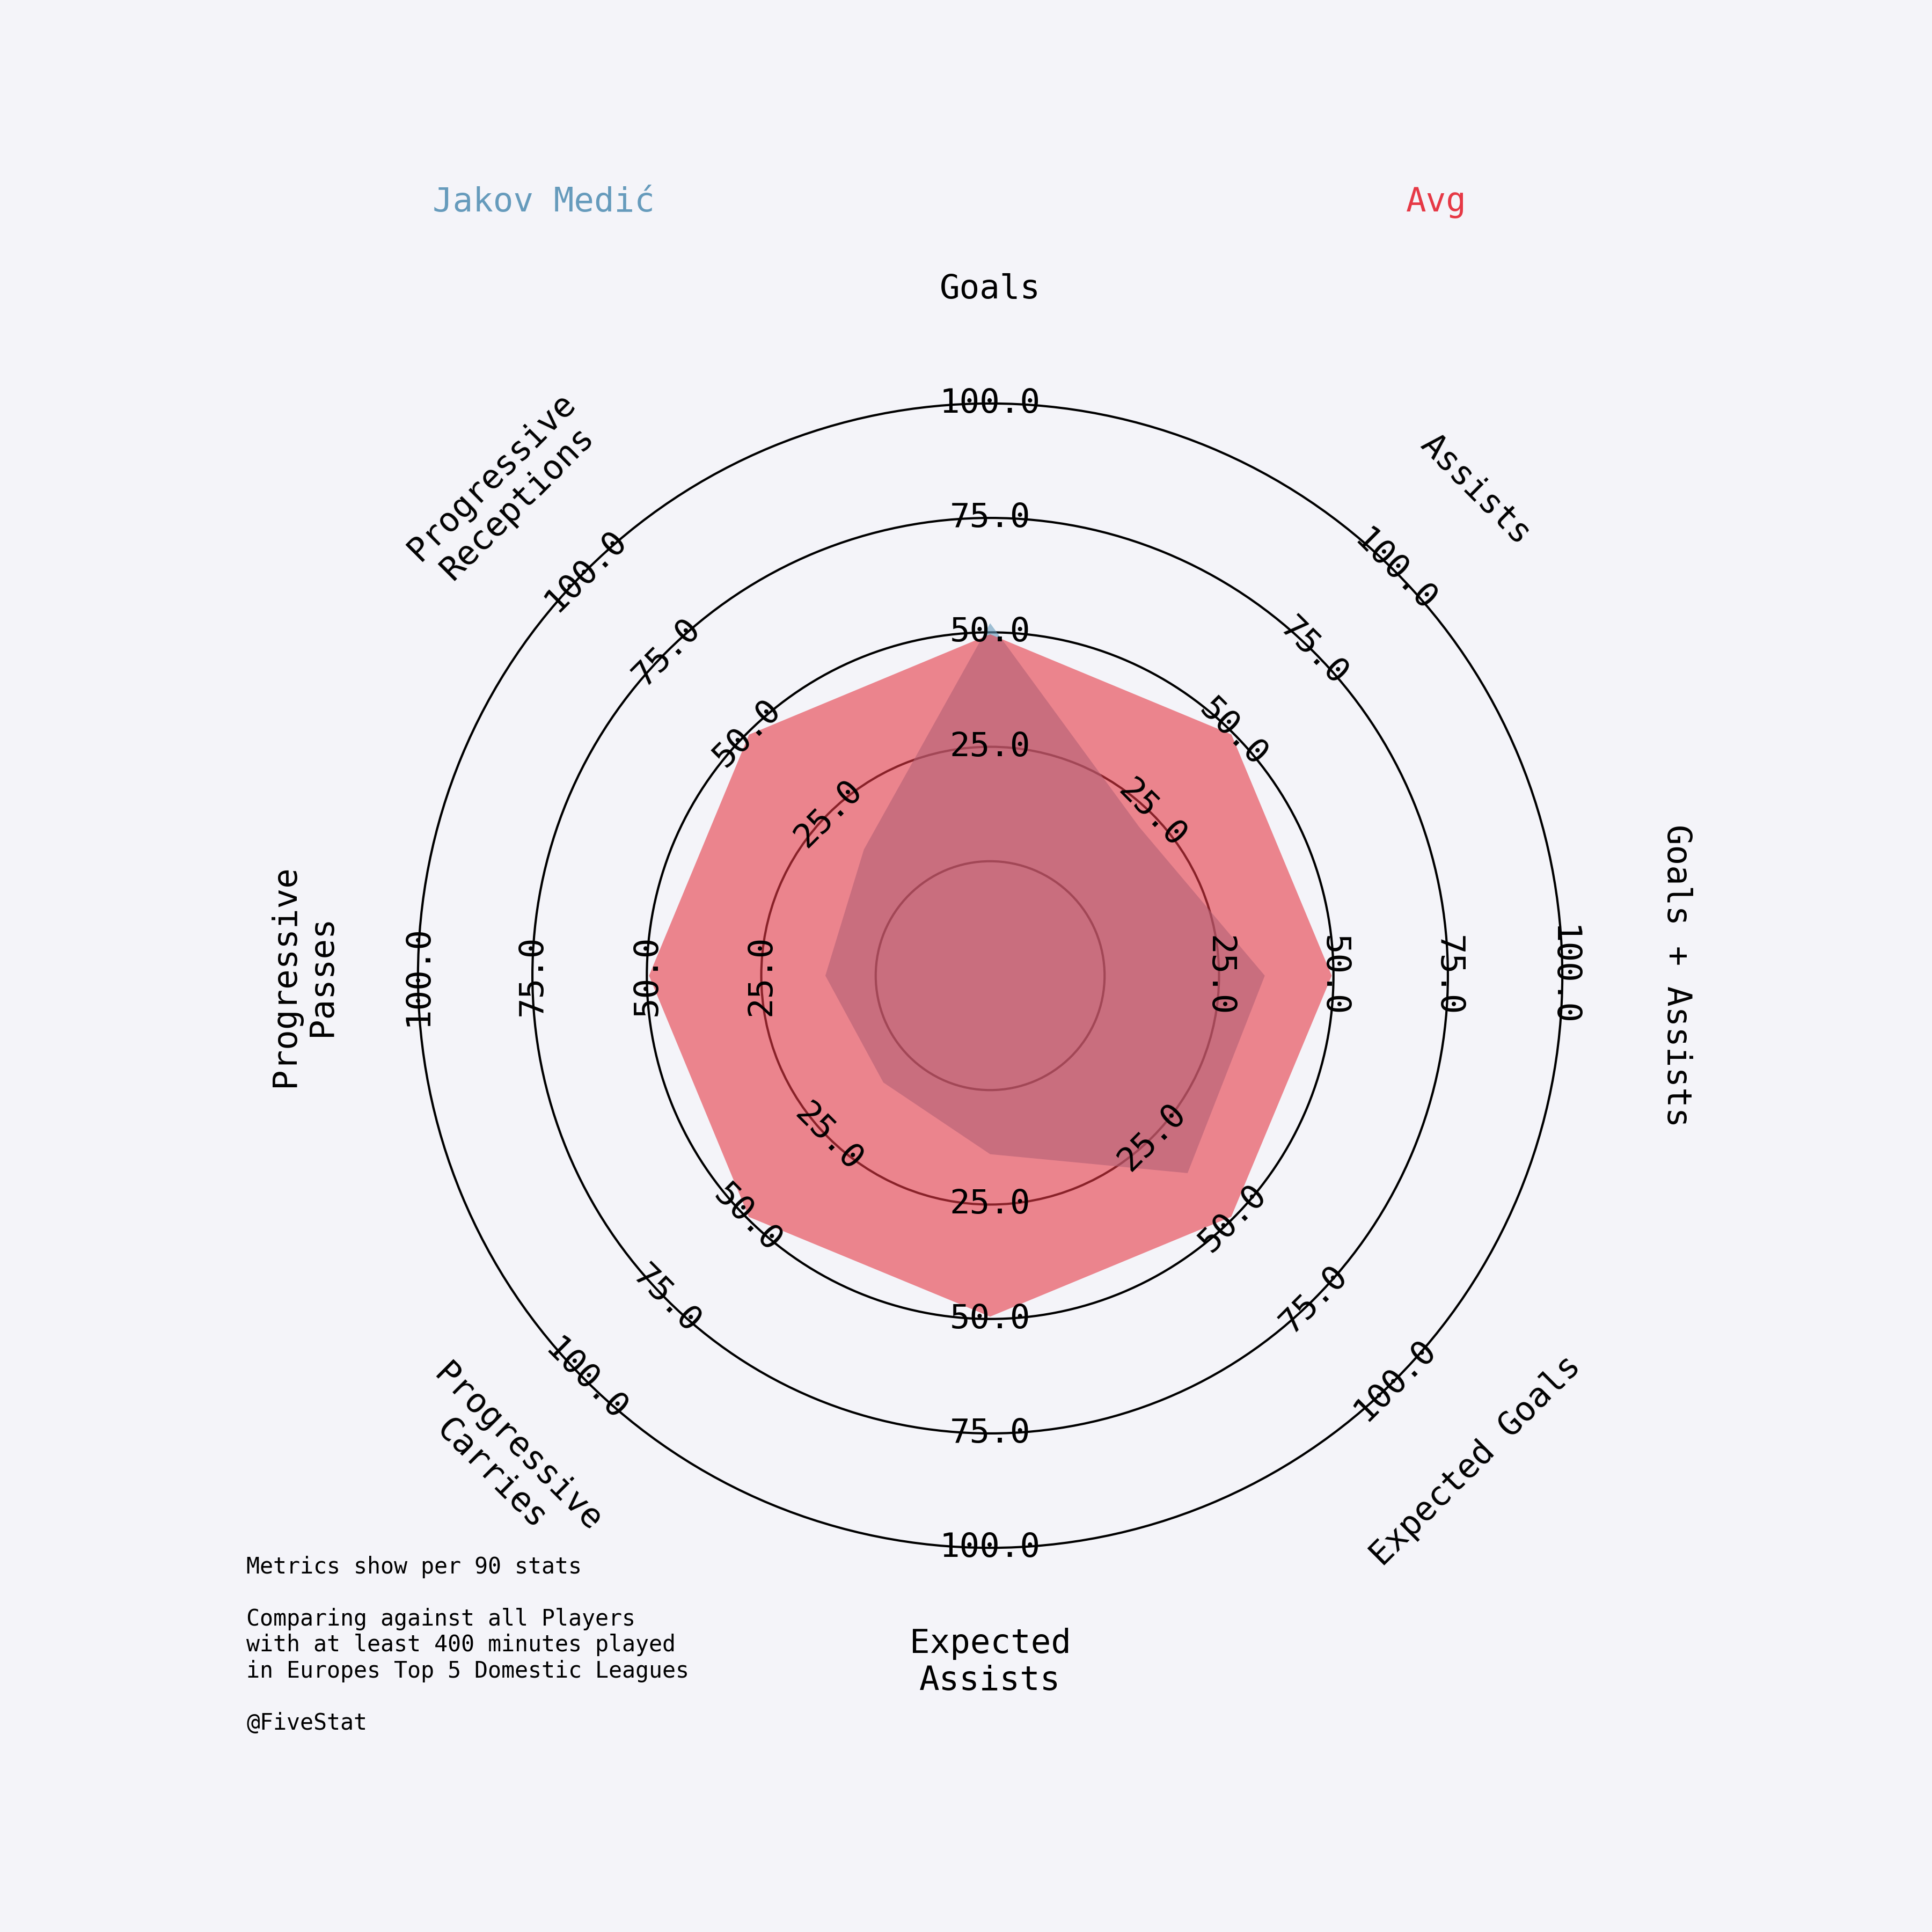 Jakov Medić
Avg
Goals
Assists
Goals + Assists
Expected Goals
Expected
Assists
Progressive
Carries
Progressive
Passes
Progressive
Receptions
25.0
50.0
75.0
100.0
25.0
50.0
75.0
100.0
25.0
50.0
75.0
100.0
25.0
50.0
75.0
100.0
25.0
50.0
75.0
100.0
25.0
50.0
75.0
100.0
25.0
50.0
75.0
100.0
25.0
50.0
75.0
100.0
Metrics show per 90 stats
Comparing against all Players
with at least 400 minutes played
in Europes Top 5 Domestic Leagues
@FiveStat